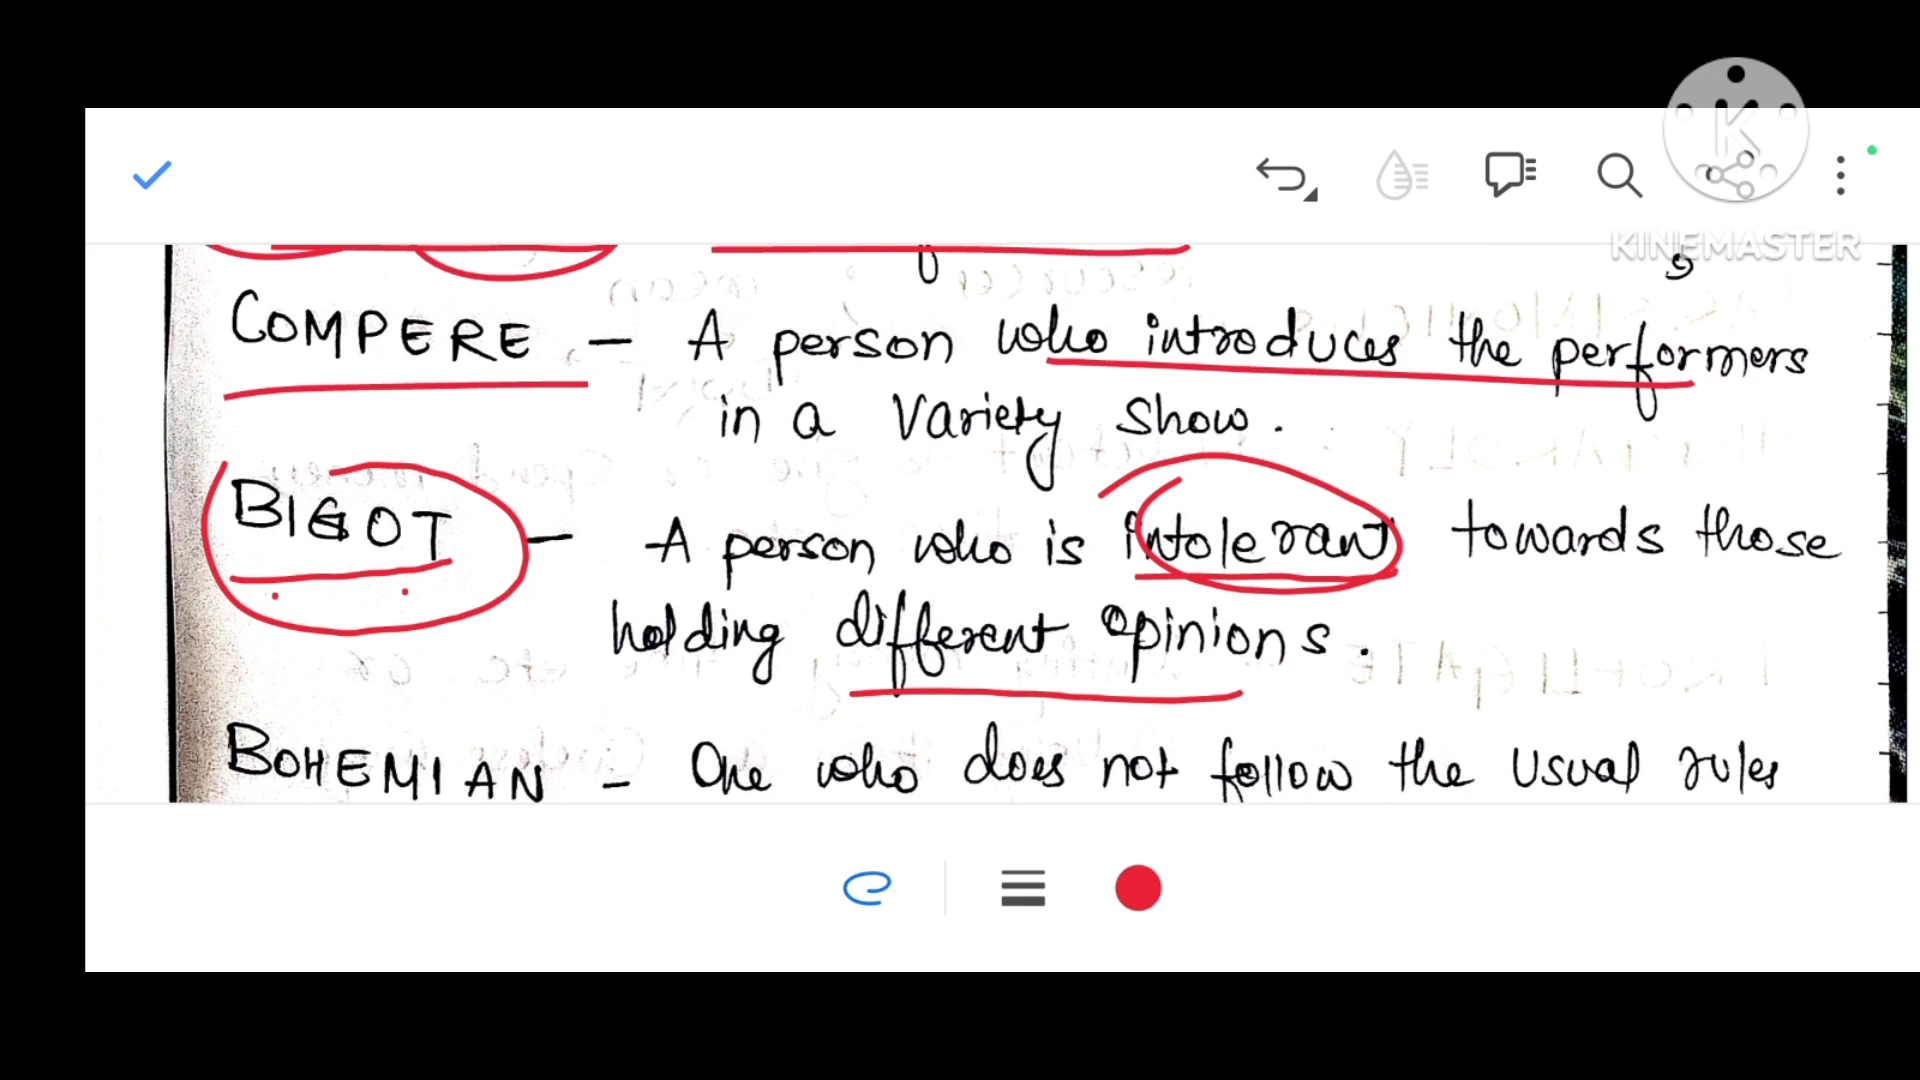 KINEMASTER
COMPERE - A person who introduces the performers
in a Variety Show.
BIGOT - A person who is intolerant towards those
holding different opinions.
BOHEMIAN - One who does not follow the usual rules